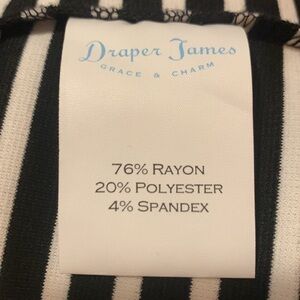 Draper James
GRACE & CHARM
76% RAYON
20% POLYESTER
4% SPANDEX